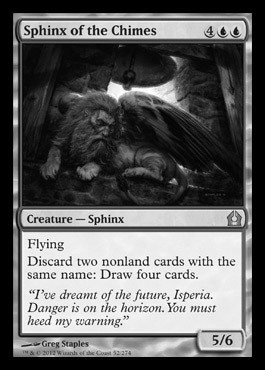 Sphinx of the Chimes 4
Creature — Sphinx
Flying
Discard two nonland cards with the
same name: Draw four cards.
“I’ve dreamt of the future, Isperia.
Danger is on the horizon. You must
heed my warning.”
Greg Staples
™ & © 2012 Wizards of the Coast 52/274
5/6